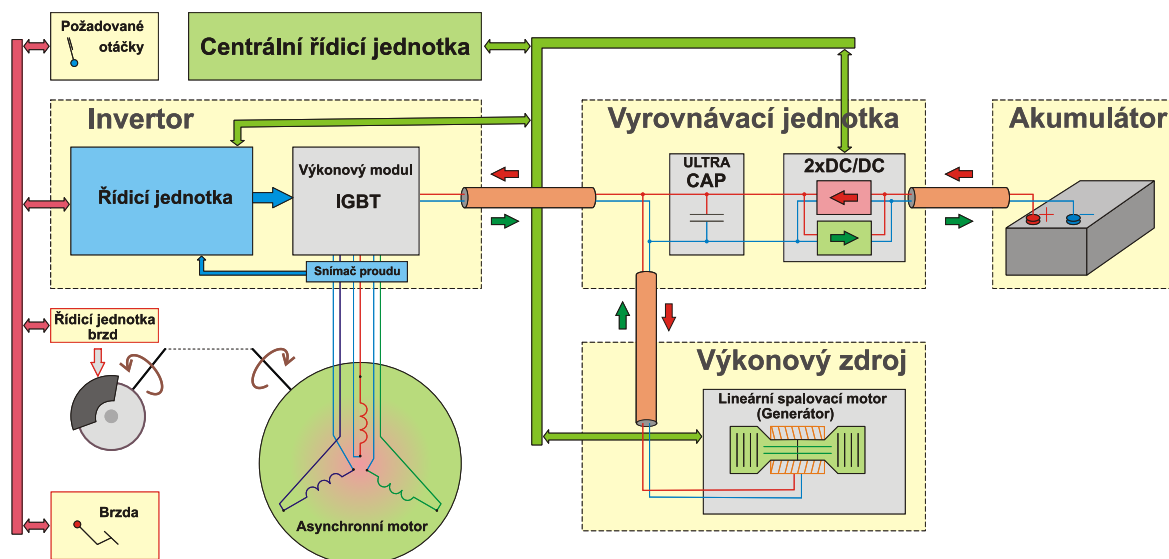 Požadované
otáčky
Centrální řídicí jednotka
Invertor
Vyrovnávací jednotka
Akumulátor
Řídicí jednotka
Výkonový modul
IGBT
ULTRA
CAP
2xDC/DC
+
−
Snímač proudu
Řídicí jednotka
brzd
Výkonový zdroj
Lineární spalovací motor
(Generátor)
Asynchronní motor
Brzda